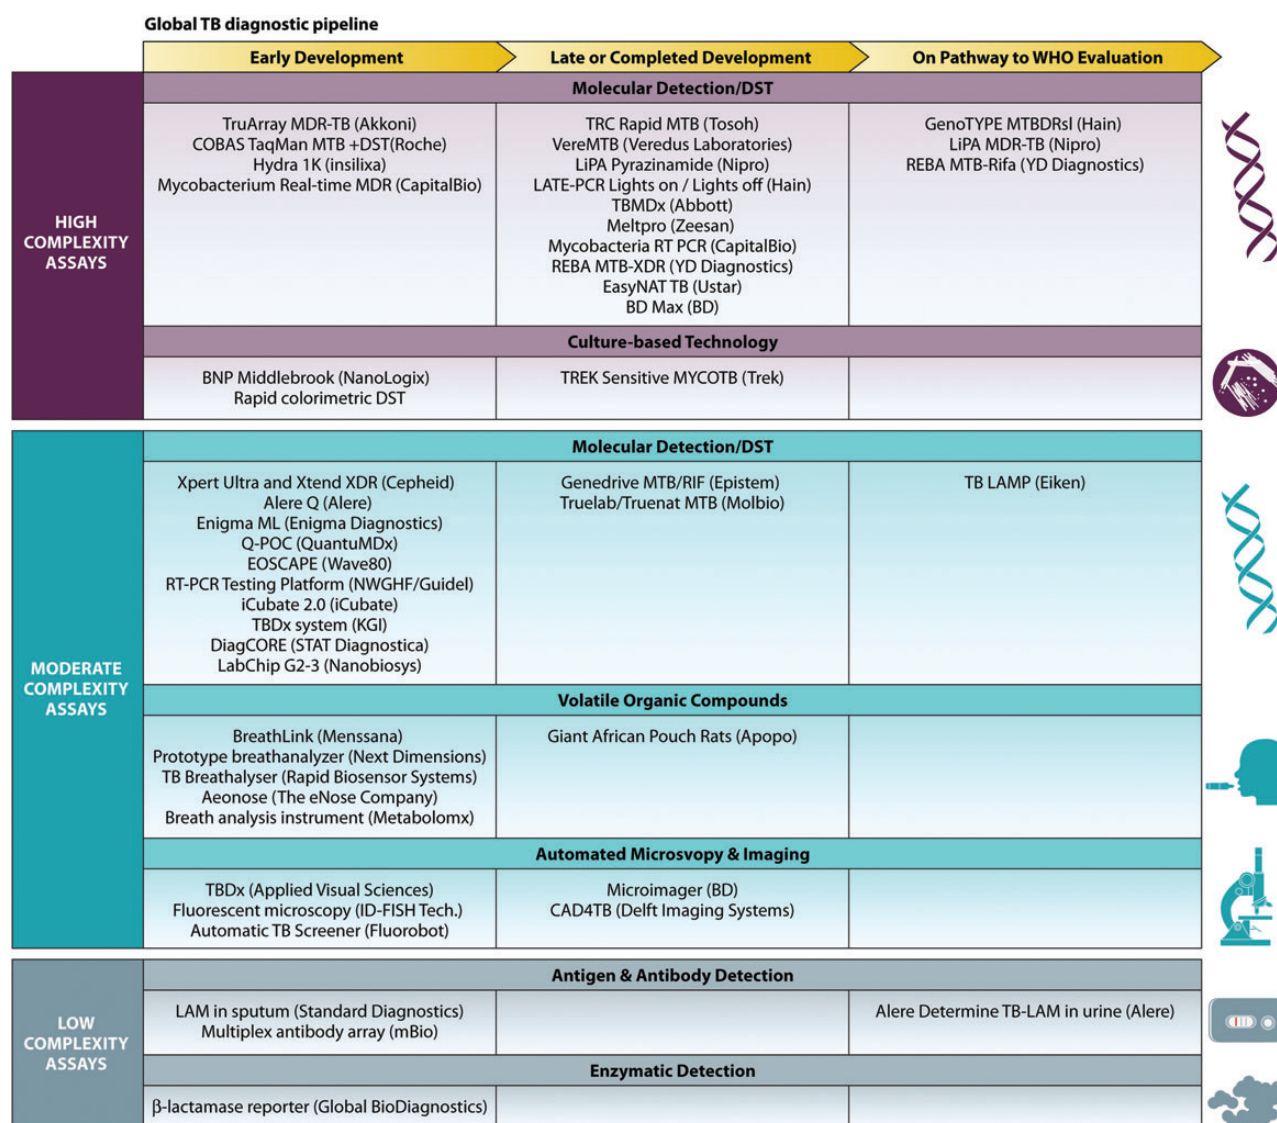 Global TB diagnostic pipeline
Early Development
Late or Completed Development
On Pathway to WHO Evaluation
HIGH
COMPLEXITY
ASSAYS
Molecular Detection/DST
TruArray MDR-TB (Akkoni)
COBAS TaqMan MTB +DST(Roche)
Hydra 1K (insilixa)
Mycobacterium Real-time MDR (CapitalBio)
TRC Rapid MTB (Tosoh)
VereMTB (Veredus Laboratories)
LiPA Pyrazinamide (Nipro)
LATE-PCR Lights on / Lights off (Hain)
TBMDx (Abbott)
Meltpro (Zeesan)
Mycobacteria RT PCR (CapitalBio)
REBA MTB-XDR (YD Diagnostics)
EasyNAT TB (Ustar)
BD Max (BD)
GenoTYPE MTBDRsl (Hain)
LiPA MDR-TB (Nipro)
REBA MTB-Rifa (YD Diagnostics)
Culture-based Technology
BNP Middlebrook (NanoLogix)
Rapid colorimetric DST
TREK Sensitive MYCOTB (Trek)
MODERATE
COMPLEXITY
ASSAYS
Molecular Detection/DST
Xpert Ultra and Xtend XDR (Cepheid)
Alere Q (Alere)
Enigma ML (Enigma Diagnostics)
Q-POC (QuantuMDx)
EOSCAPE (Wave80)
RT-PCR Testing Platform (NWGHF/Guidel)
iCubate 2.0 (iCubate)
TBDx system (KGI)
DiagCORE (STAT Diagnostica)
LabChip G2-3 (Nanobiosys)
Genedrive MTB/RIF (Epistem)
Truelab/Truenat MTB (Molbio)
TB LAMP (Eiken)
Volatile Organic Compounds
BreathLink (Menssana)
Prototype breathanalyzer (Next Dimensions)
TB Breathalyser (Rapid Biosensor Systems)
Aeonose (The eNose Company)
Breath analysis instrument (Metabolomx)
Giant African Pouch Rats (Apopo)
Automated Microsvopy & Imaging
TBDx (Applied Visual Sciences)
Fluorescent microscopy (ID-FISH Tech.)
Automatic TB Screener (Fluorobot)
Microimager (BD)
CAD4TB (Delft Imaging Systems)
LOW
COMPLEXITY
ASSAYS
Antigen & Antibody Detection
LAM in sputum (Standard Diagnostics)
Multiplex antibody array (mBio)
Alere Determine TB-LAM in urine (Alere)
Enzymatic Detection
β-lactamase reporter (Global BioDiagnostics)